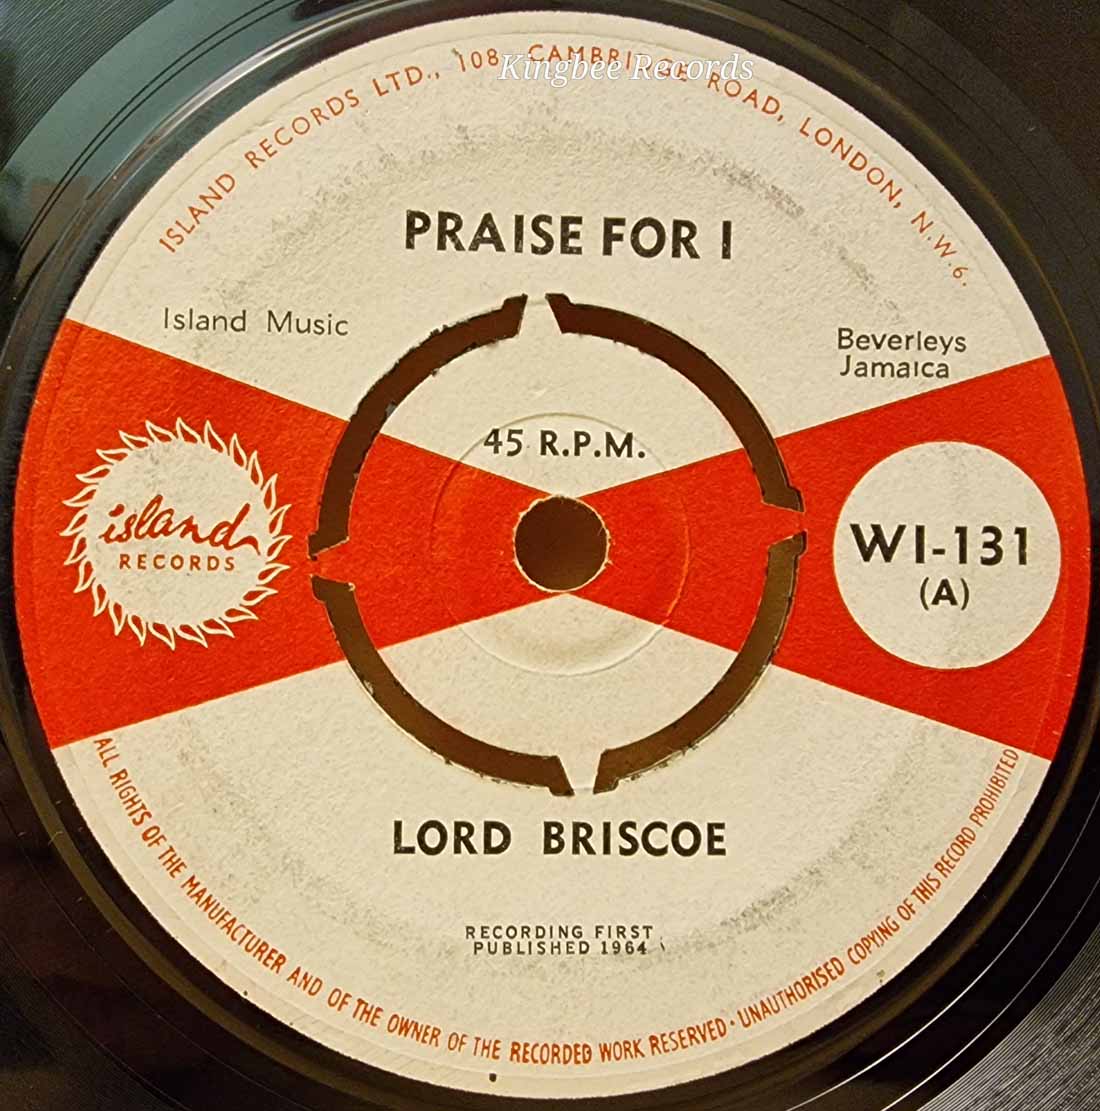 Kingbee Records
ISLAND RECORDS LTD., 108, CAMBRIDGE ROAD, LONDON, N.W.6.
PRAISE FOR I
Island Music
Beverleys
Jamaica
45 R.P.M.
island
RECORDS
WI-131
(A)
LORD BRISCOE
RECORDING FIRST
PUBLISHED 1964
ALL RIGHTS OF THE MANUFACTURER AND OF THE OWNER OF THE RECORDED WORK RESERVED · UNAUTHORISED COPYING OF THIS RECORD PROHIBITED